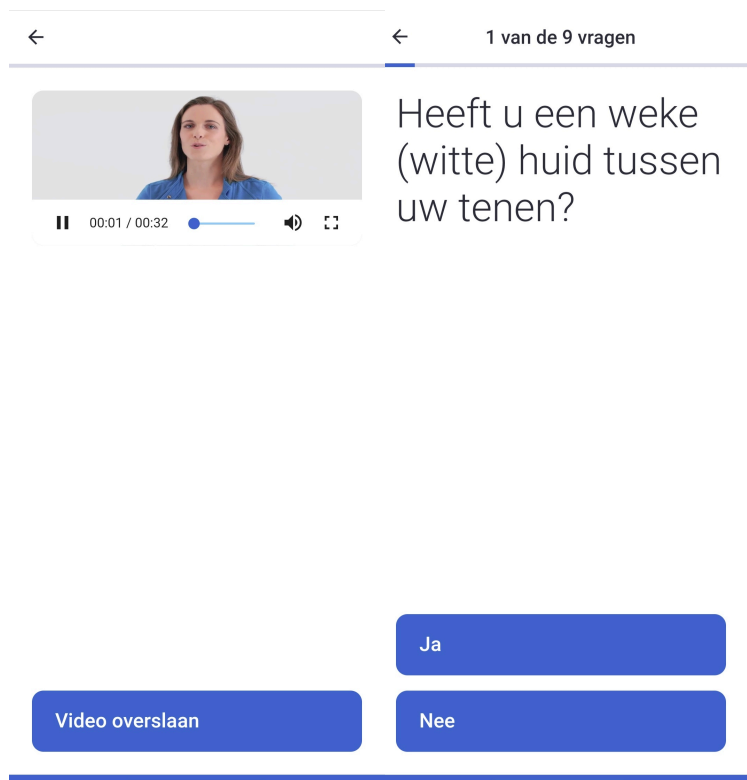 00:01 / 00:32
Video overslaan
1 van de 9 vragen
Heeft u een weke
(witte) huid tussen
uw tenen?
Ja
Nee